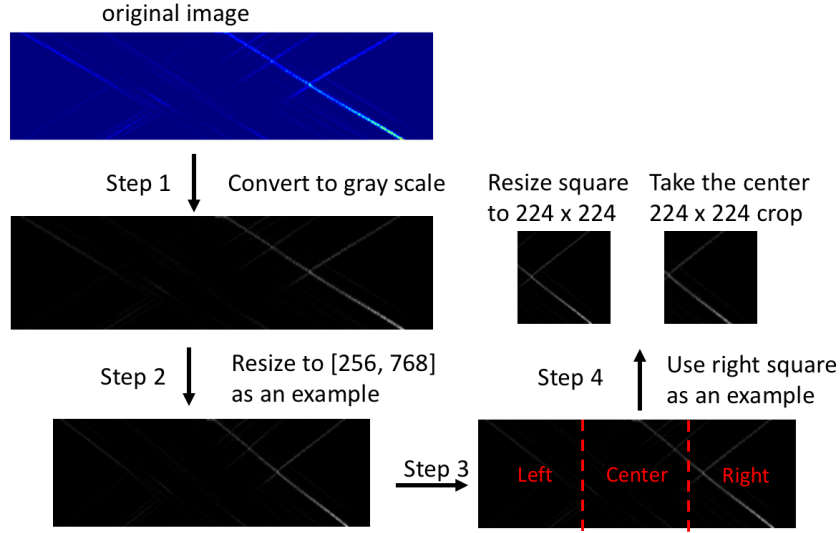 original image
Step 1
Convert to gray scale
Resize square
to 224 x 224
Take the center
224 x 224 crop
Step 2
Resize to [256, 768]
as an example
Step 4
Use right square
as an example
Step 3
Left
Center
Right